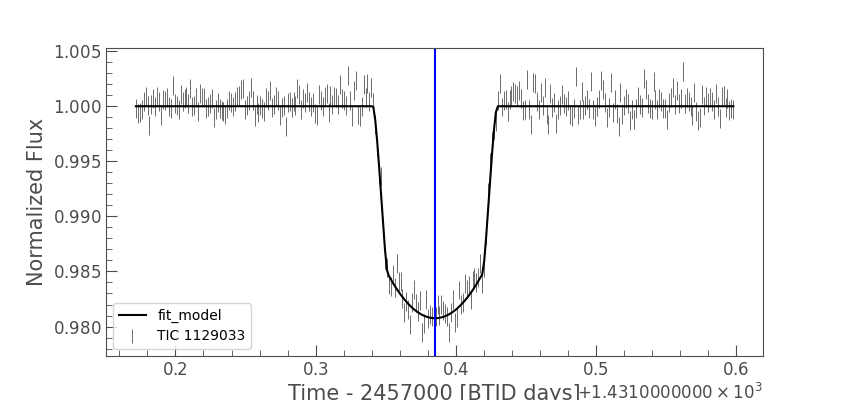 1.005
1.000
0.995
0.990
0.985
0.980
Normalized Flux
fit_model
TIC 1129033
0.2 0.3 0.4 0.5 0.6
Time - 2457000 [BTJD days]
+1.4310000000 × 10³